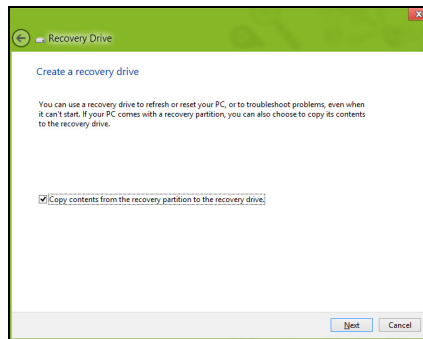 Recovery Drive
Create a recovery drive
You can use a recovery drive to refresh or reset your PC, or to troubleshoot problems, even when
it can't start. If your PC comes with a recovery partition, you can also choose to copy its contents
to the recovery drive.
Copy contents from the recovery partition to the recovery drive.
Next Cancel